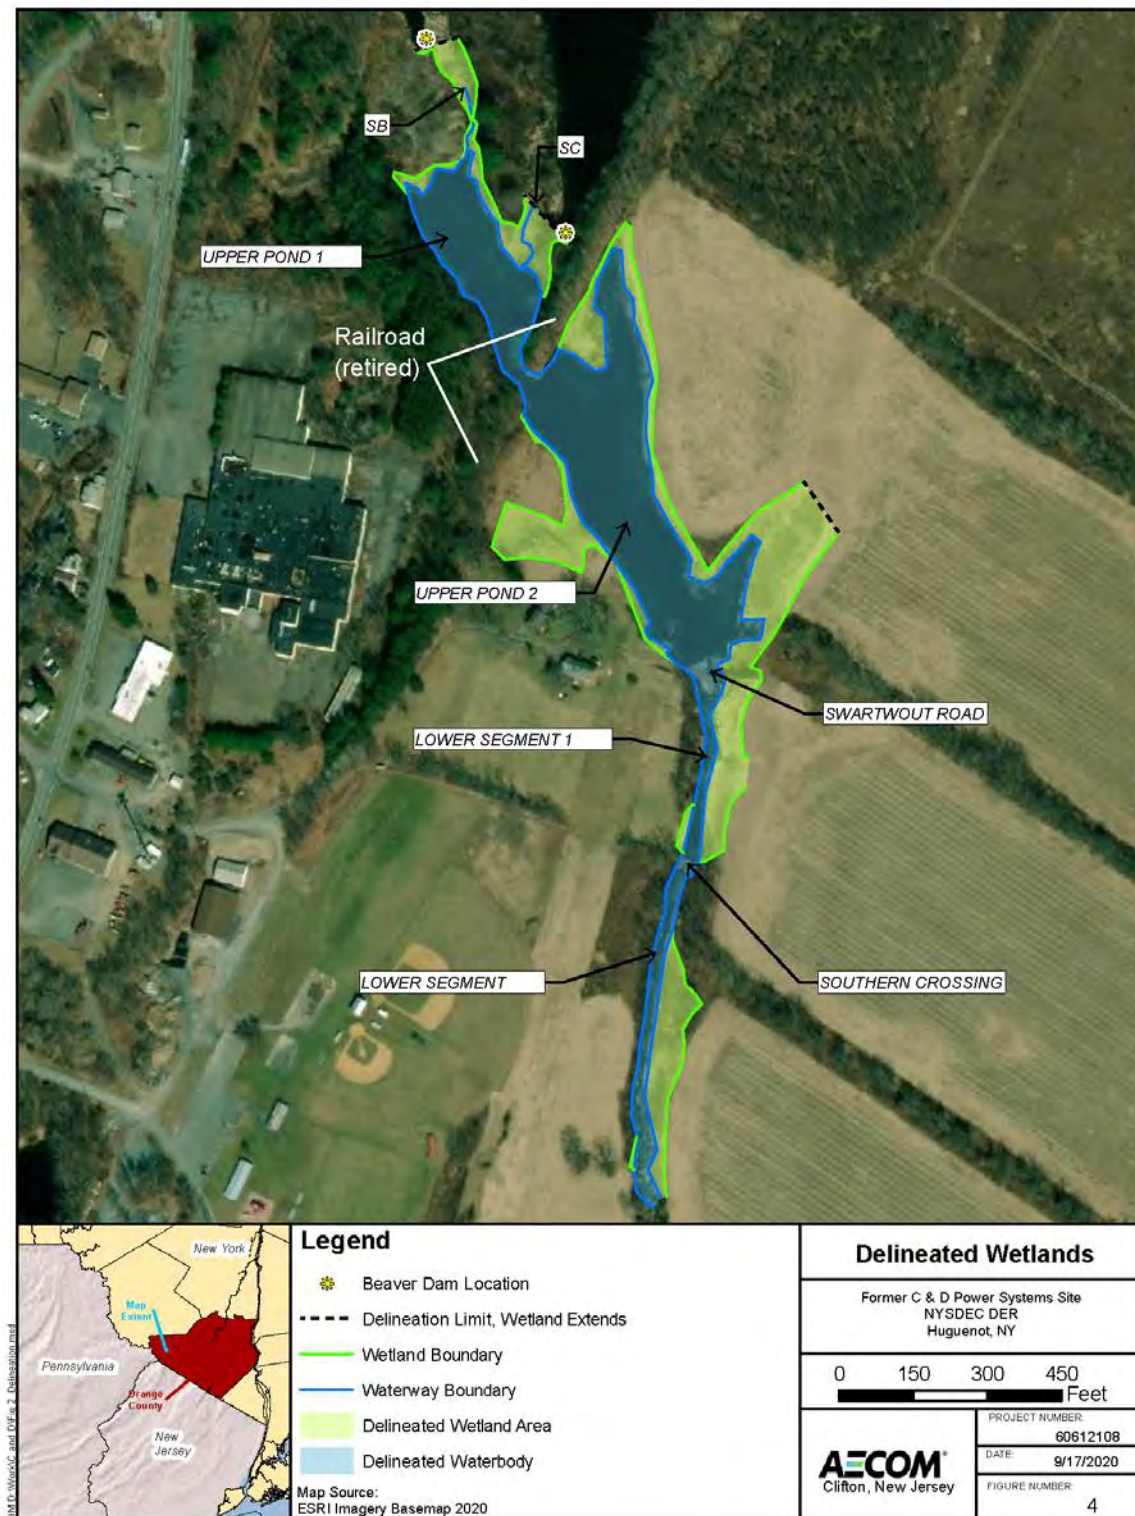 SB
SC
UPPER POND 1
Railroad
(retired)
UPPER POND 2
SWARTWOUT ROAD
LOWER SEGMENT 1
LOWER SEGMENT
SOUTHERN CROSSING
New York
Map
Extent
Pennsylvania
Orange
County
New
Jersey
Legend
Beaver Dam Location
Delineation Limit, Wetland Extends
Wetland Boundary
Waterway Boundary
Delineated Wetland Area
Delineated Waterbody
Map Source:
ESRI Imagery Basemap 2020
Delineated Wetlands
Former C & D Power Systems Site
NYSDEC DER
Huguenot, NY
0 150 300 450
Feet
AECOM
Clifton, New Jersey
PROJECT NUMBER:
60612108
DATE: 9/17/2020
FIGURE NUMBER:
4